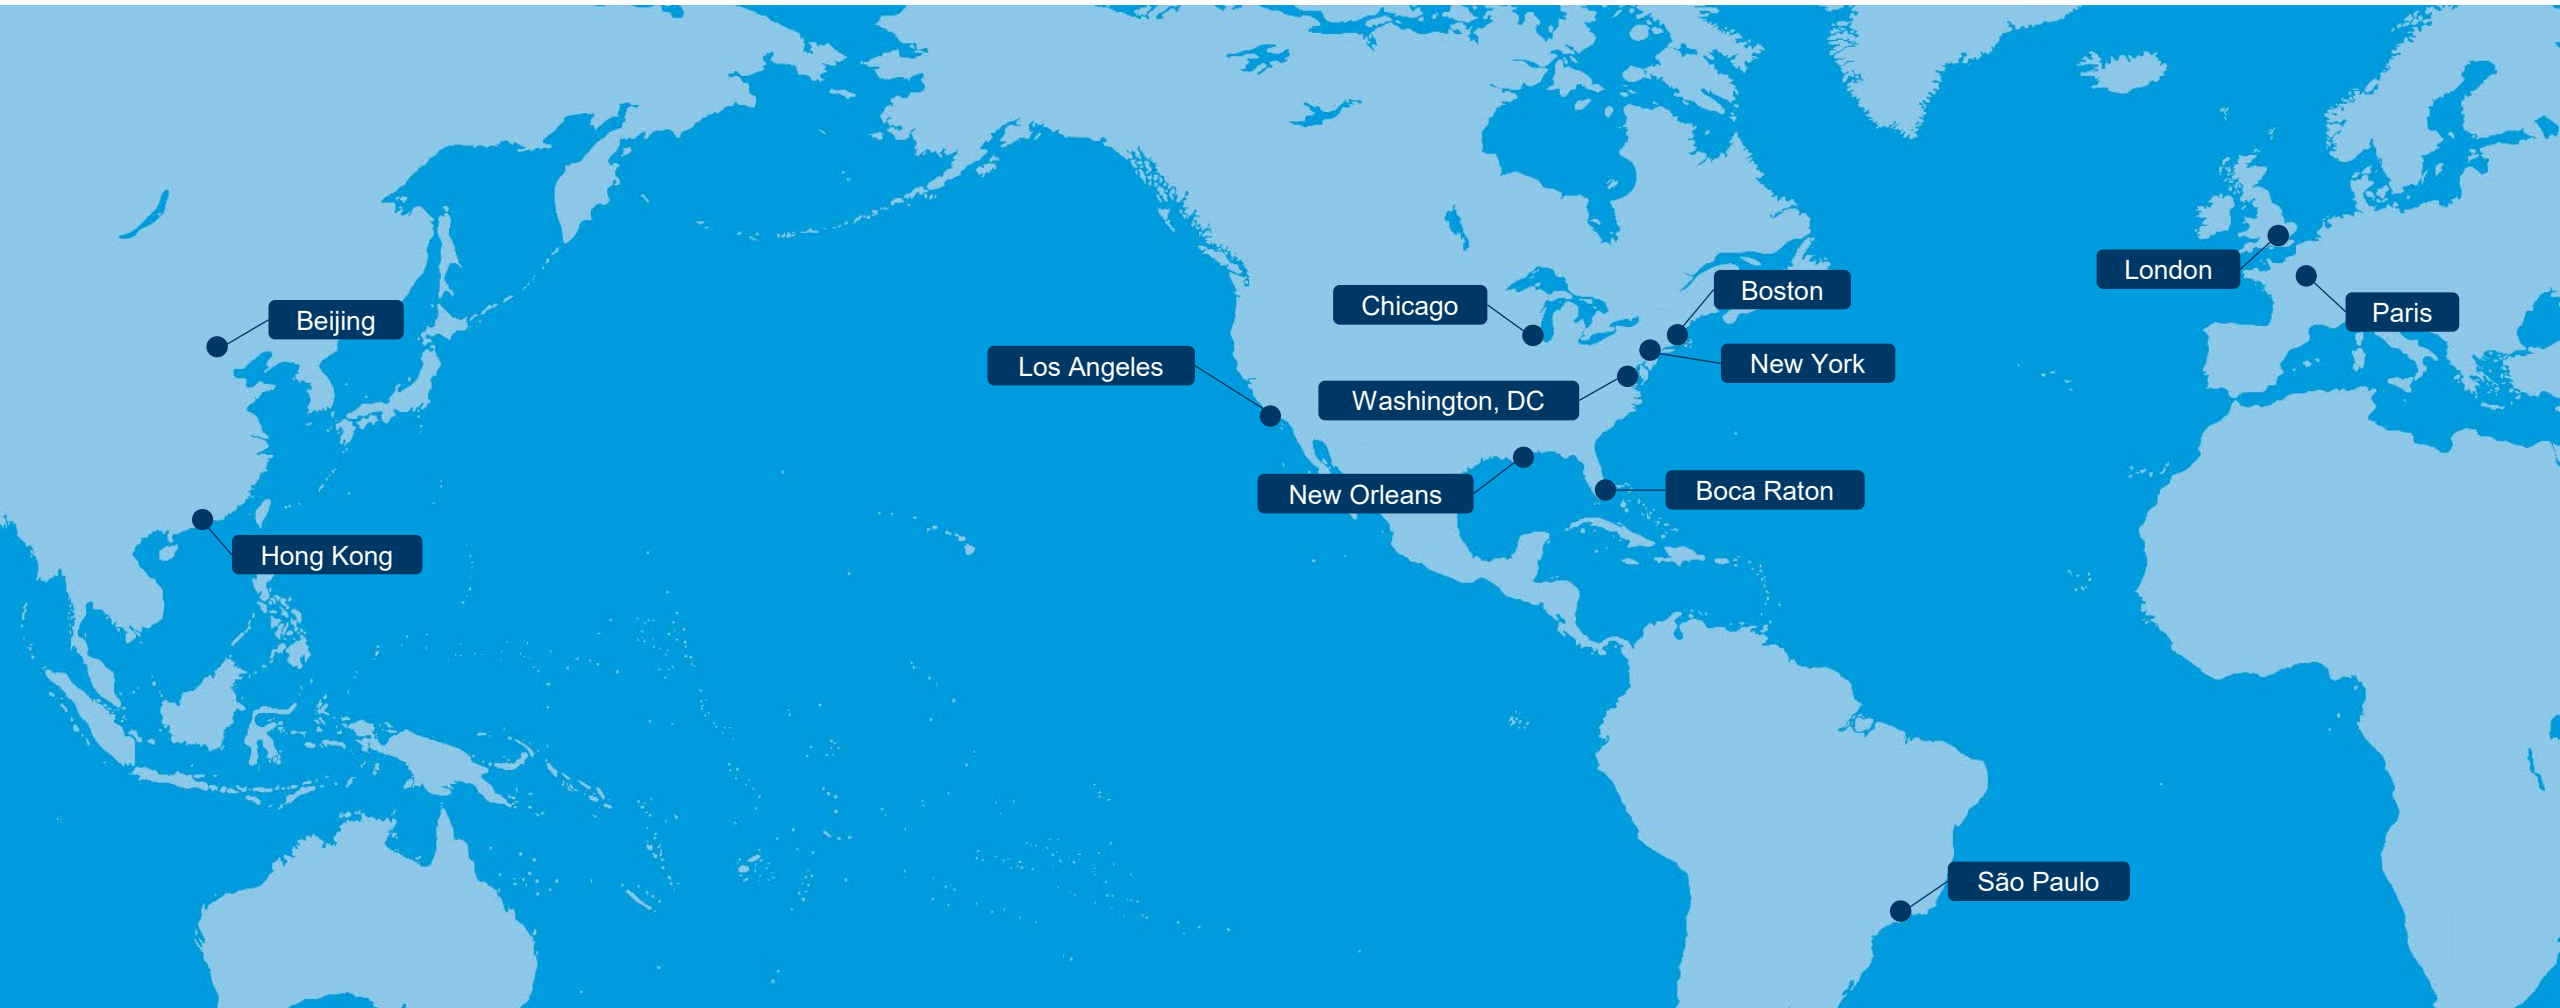 London
Boston
Chicago
Paris
Beijing
New York
Los Angeles
Washington, DC
Boca Raton
New Orleans
Hong Kong
São Paulo